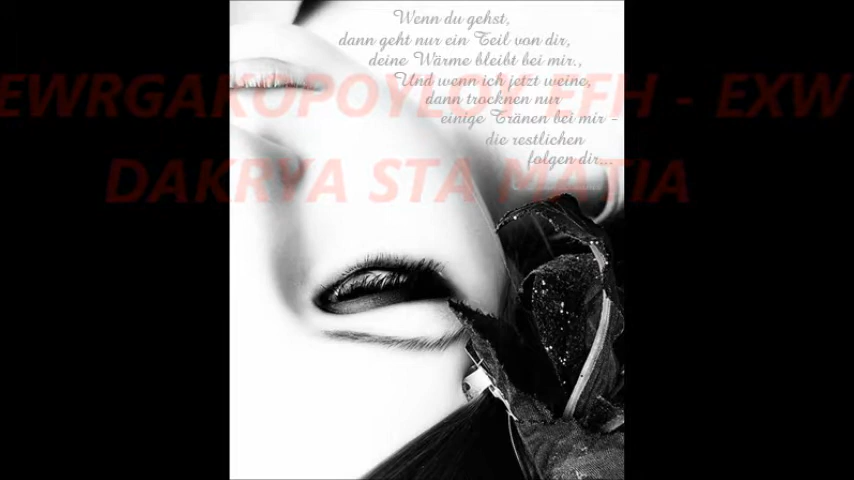 Wenn du gehst,
dann geht nur ein Teil von dir,
deine Wärme bleibt bei mir.,
Und wenn ich jetzt weine,
dann trocknen nur
einige Tränen bei mir -
die restlichen
folgen dir...
- EXW
DAKRYA STA MATIA